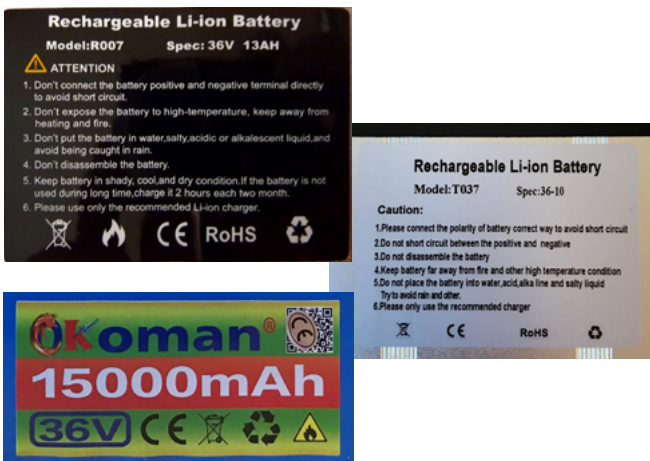 Rechargeable Li-ion Battery
Model:R007 Spec: 36V 13AH
ATTENTION
1. Don't connect the battery positive and negative terminal directly
to avoid short circuit.
2. Don't expose the battery to high-temperature, keep away from
heating and fire.
3. Don't put the battery in water,salty,acidic or alkalescent liquid,and
avoid being caught in rain.
4. Don't disassemble the battery.
5. Keep battery in shady, cool,and dry condition.If the battery is not
used during long time,charge it 2 hours each two month.
6. Please use only the recommended Li-ion charger.
CE RoHS
Rechargeable Li-ion Battery
Model:T037 Spec:36-10
Caution:
1.Please connect the polarity of battery correct way to avoid short circuit
2.Do not short circuit between the positive and negative
3.Do not disassemble the battery
4.Keep battery far away from fire and other high temperature condition
5.Do not place the battery into water,acid,alka line and salty liquid
Try to avoid rain and other.
6.Please only use the recommended charger
CE RoHS
Okoman® CE
15000mAh
36V CE